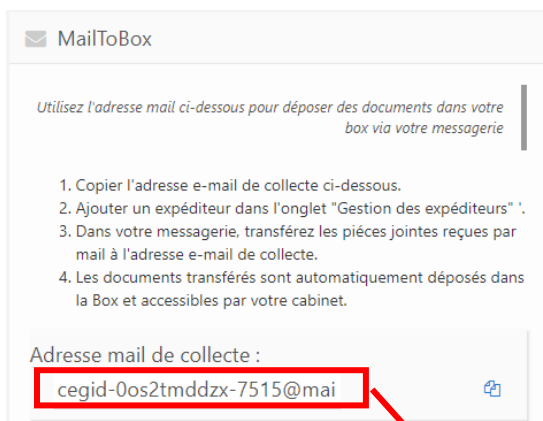 MailToBox
Utilisez l'adresse mail ci-dessous pour déposer des documents dans votre
box via votre messagerie
1. Copier l'adresse e-mail de collecte ci-dessous.
2. Ajouter un expéditeur dans l'onglet "Gestion des expéditeurs" '.
3. Dans votre messagerie, transférez les piéces jointes reçues par
mail à l'adresse e-mail de collecte.
4. Les documents transférés sont automatiquement déposés dans
la Box et accessibles par votre cabinet.
Adresse mail de collecte :
cegid-0os2tmddzx-7515@mai